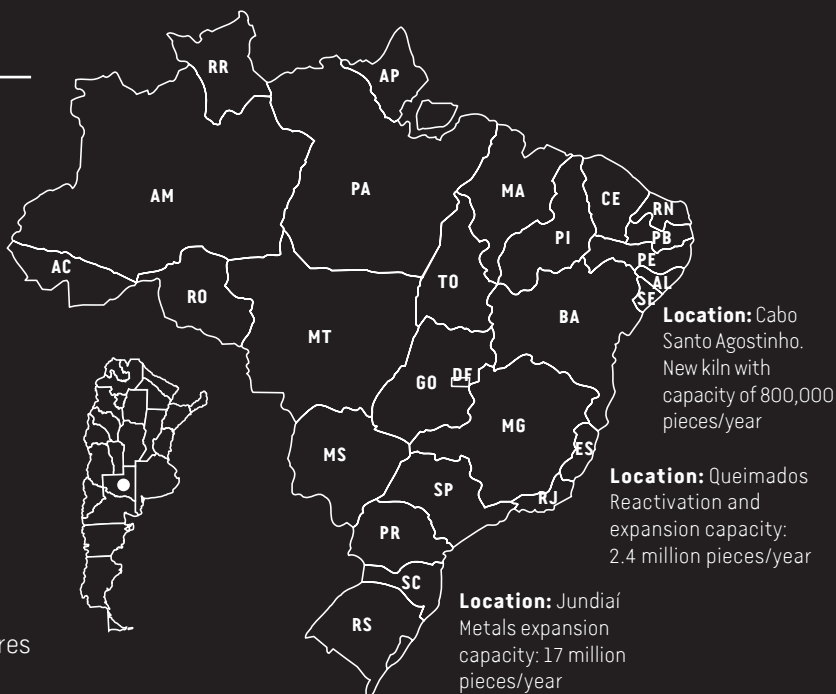 RR
AP
AM
PA
MA
CE
RN
PB
PI
PE
AC
AL
TO
SE
RO
BA
MT
GO
DF
MG
ES
MS
SP
RJ
PR
SC
RS
Location: Cabo
Santo Agostinho.
New kiln with
capacity of 800,000
pieces/year
Location: Queimados
Reactivation and
expansion capacity:
2.4 million pieces/year
Location: Jundiaí
Metals expansion
capacity: 17 million
pieces/year
res